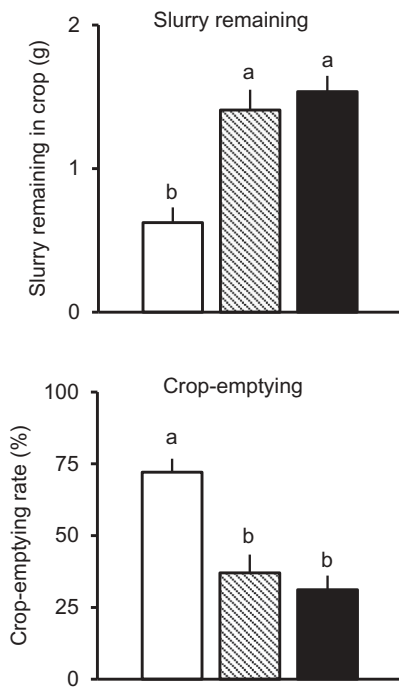 Slurry remaining
Slurry remaining in crop (g)
2
1
0
b
a
a
Crop-emptying
Crop-emptying rate (%)
100
75
50
25
0
a
b
b